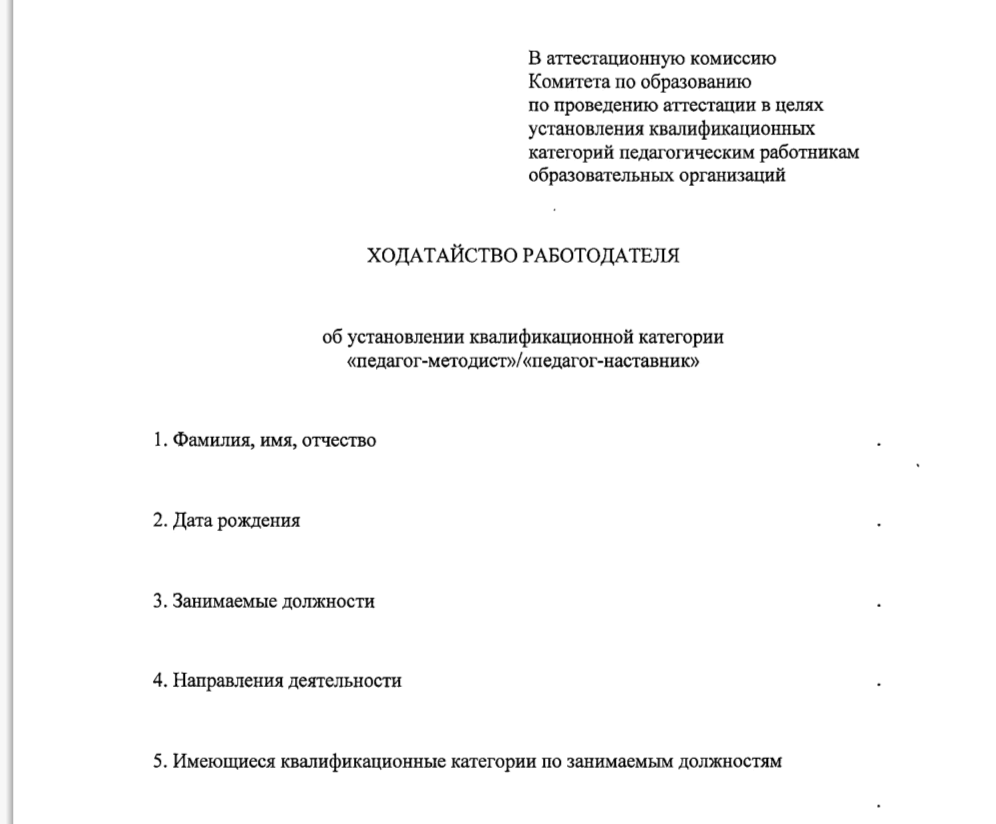 В аттестационную комиссию
Комитета по образованию
по проведению аттестации в целях
установления квалификационных
категорий педагогическим работникам
образовательных организаций
ХОДАТАЙСТВО РАБОТОДАТЕЛЯ
об установлении квалификационной категории
«педагог-методист»/«педагог-наставник»
1. Фамилия, имя, отчество .
2. Дата рождения .
3. Занимаемые должности .
4. Направления деятельности .
5. Имеющиеся квалификационные категории по занимаемым должностям
.